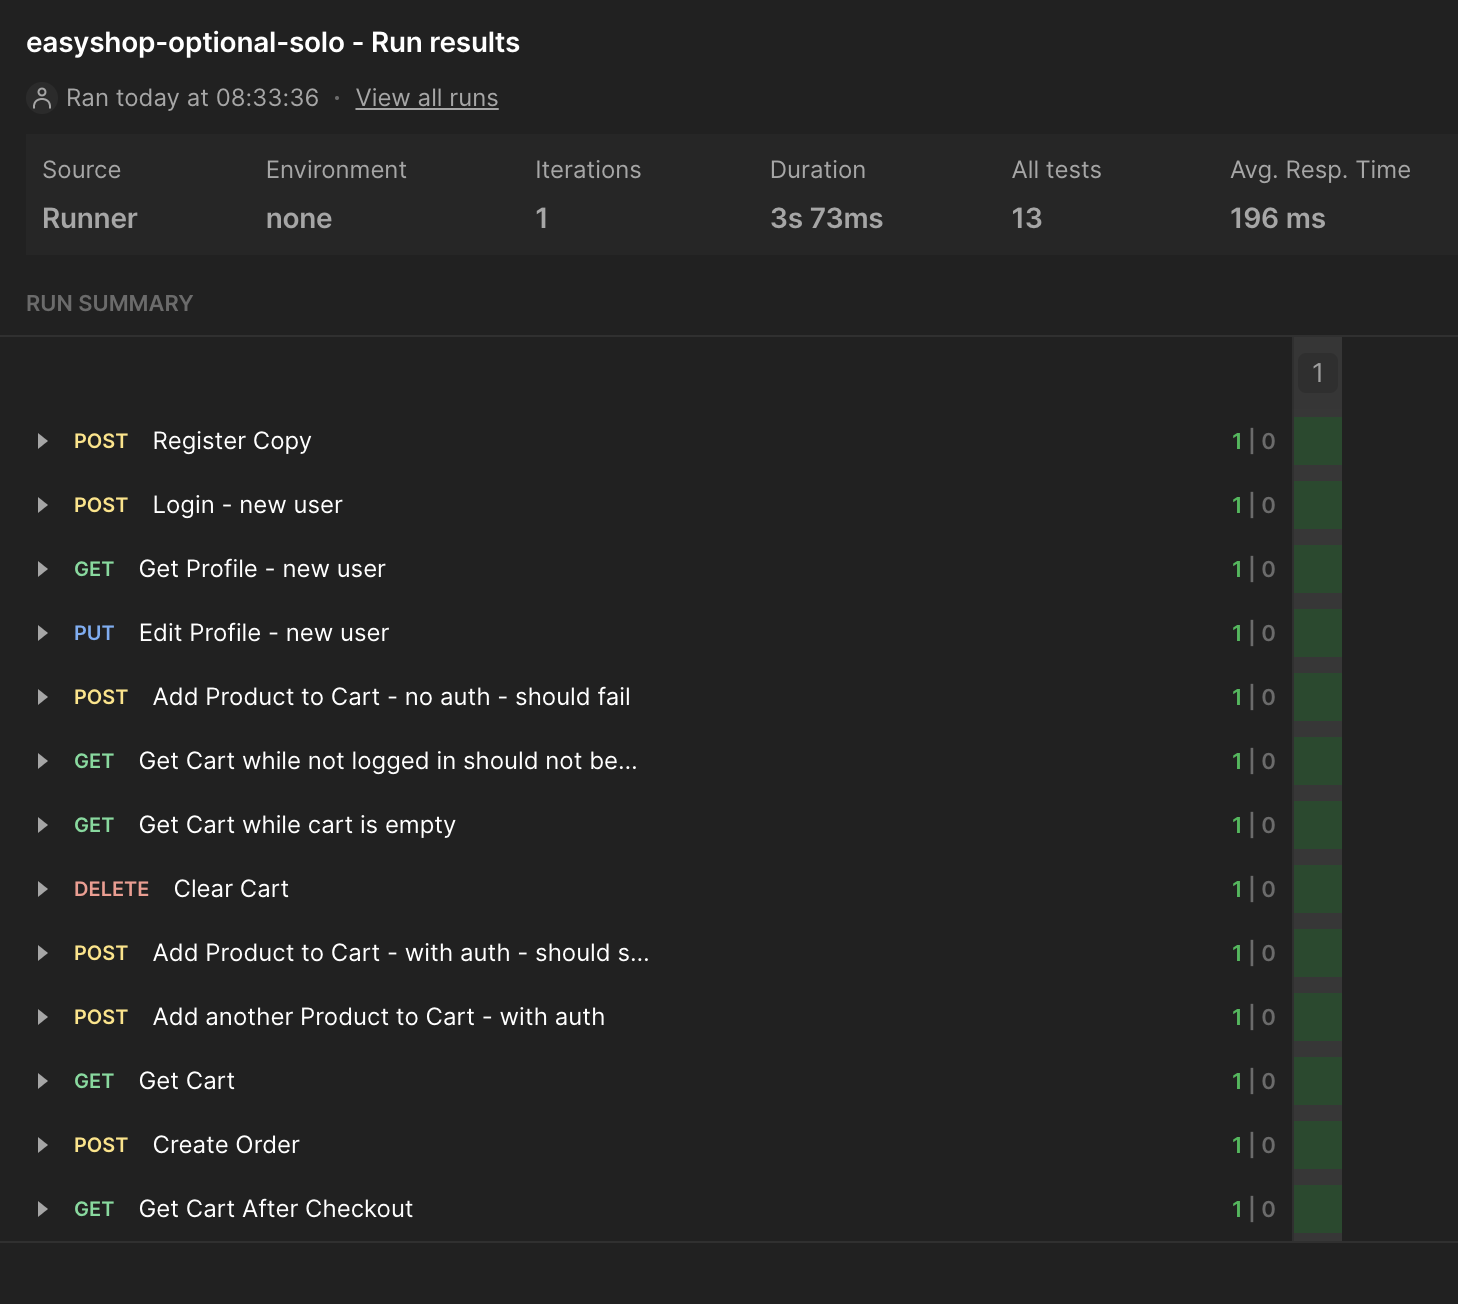 easyshop-optional-solo - Run results
Ran today at 08:33:36 · View all runs
Source Environment Iterations Duration All tests Avg. Resp. Time
Runner none 1 3s 73ms 13 196 ms
RUN SUMMARY
1
POST Register Copy 1 | 0
POST Login - new user 1 | 0
GET Get Profile - new user 1 | 0
PUT Edit Profile - new user 1 | 0
POST Add Product to Cart - no auth - should fail 1 | 0
GET Get Cart while not logged in should not be... 1 | 0
GET Get Cart while cart is empty 1 | 0
DELETE Clear Cart 1 | 0
POST Add Product to Cart - with auth - should s... 1 | 0
POST Add another Product to Cart - with auth 1 | 0
GET Get Cart 1 | 0
POST Create Order 1 | 0
GET Get Cart After Checkout 1 | 0